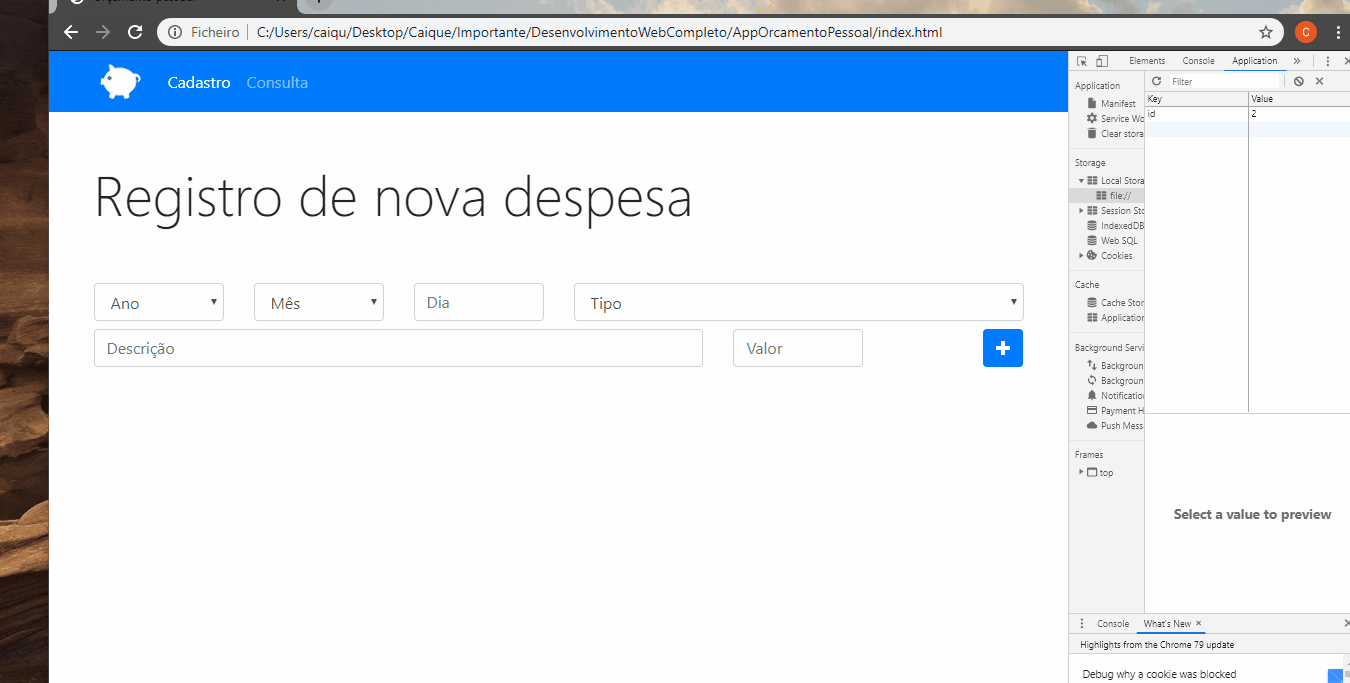 Ficheiro C:/Users/caiqu/Desktop/Caique/Importante/DesenvolvimentoWebCompleto/AppOrcamentoPessoal/index.html C
Cadastro Consulta
Registro de nova despesa
Ano Mês Dia Tipo
Descrição Valor
Elements Console Application »
Filter
Application
Manifest
Service Wo
Clear stora
Storage
Local Stora
file://
Session Sto
IndexedDB
Web SQL
Cookies
Cache
Cache Stor
Application
Background Servi
Backgroun
Backgroun
Notification
Payment H
Push Mess
Frames
top
Key Value
id 2
Select a value to preview
Console What's New ×
Highlights from the Chrome 79 update
Debug why a cookie was blocked